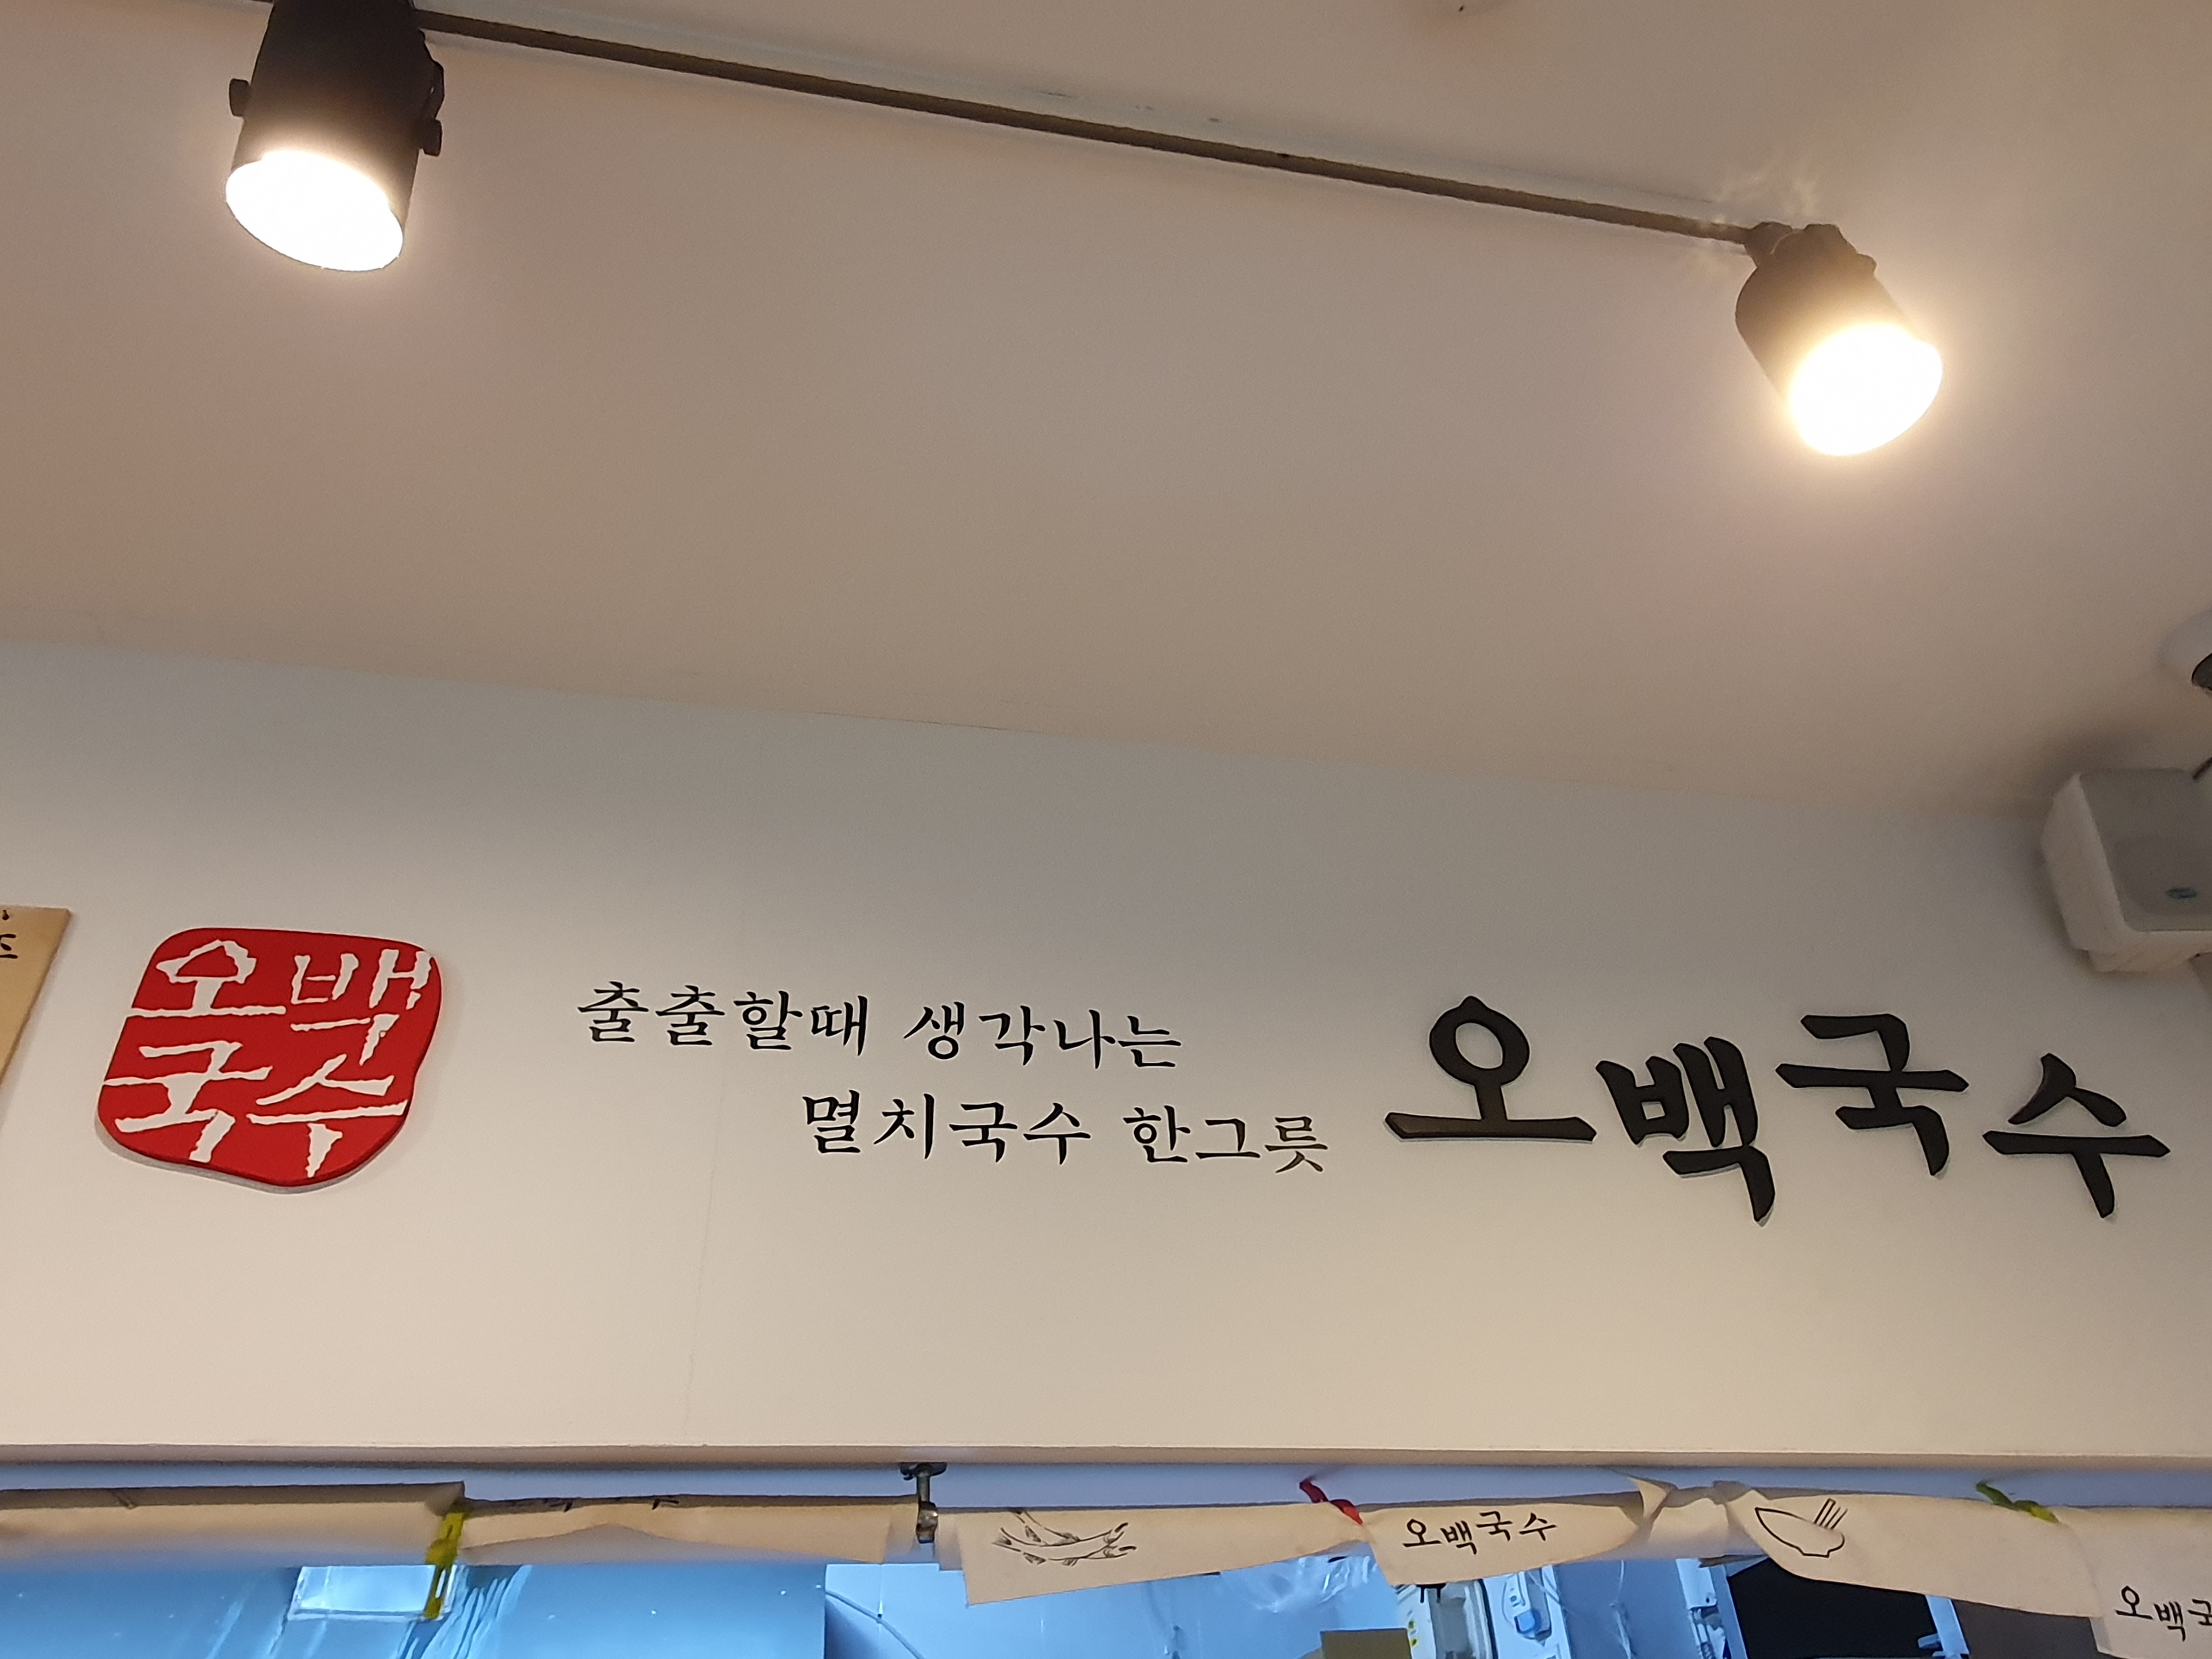 오백
국수
출출할때 생각나는
멸치국수 한그릇
오백국수
오백국수
오백국